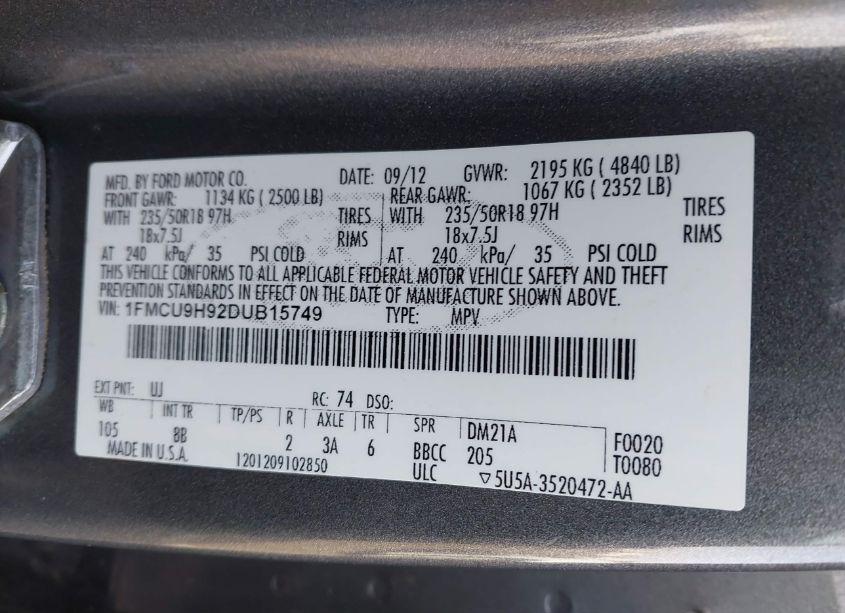 MFD. BY FORD MOTOR CO. DATE: 09/12 GVWR: 2195 KG ( 4840 LB)
FRONT GAWR: 1134 KG ( 2500 LB) REAR GAWR: 1067 KG ( 2352 LB)
WITH 235/50R18 97H TIRES WITH 235/50R18 97H TIRES
18x7.5J RIMS 18x7.5J RIMS
AT 240 kPa/ 35 PSI COLD AT 240 kPa/ 35 PSI COLD
THIS VEHICLE CONFORMS TO ALL APPLICABLE FEDERAL MOTOR VEHICLE SAFETY AND THEFT
PREVENTION STANDARDS IN EFFECT ON THE DATE OF MANUFACTURE SHOWN ABOVE.
VIN: 1FMCU9H92DUB15749 TYPE: MPV
EXT PNT: UJ RC: 74 DSO:
WB INT TR TP/PS R AXLE TR SPR DM21A F0020
105 8B 2 3A 6 BBCC 205 T0080
MADE IN U.S.A. 1201209102850 ULC ▽5U5A-3520472-AA